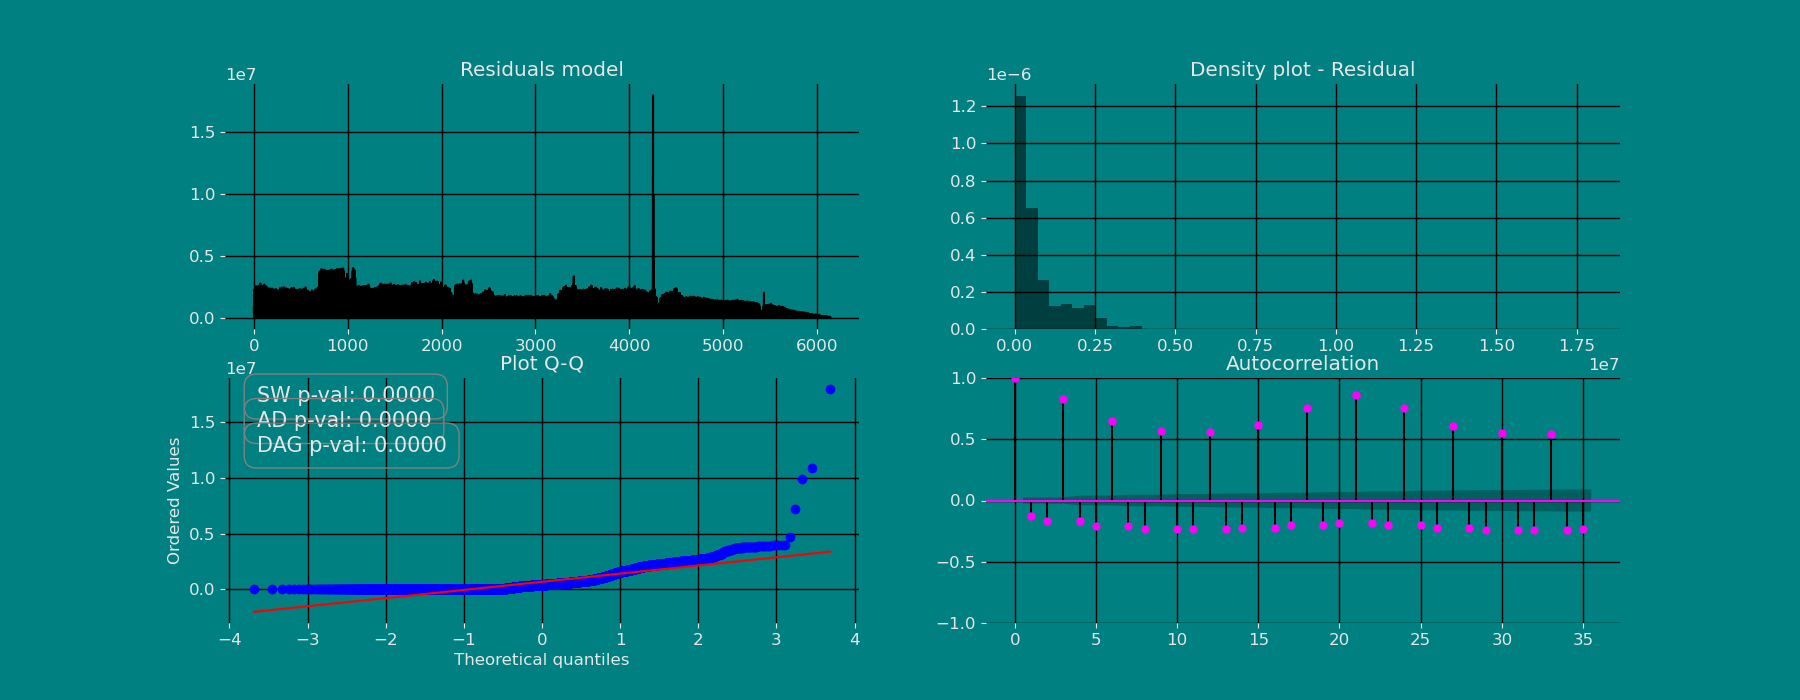 Residuals model
1e7
1.5
1.0
0.5
0.0
0 1000 2000 3000 4000 5000 6000
Density plot - Residual
1e−6
1.2
1.0
0.8
0.6
0.4
0.2
0.0
0.00 0.25 0.50 0.75 1.00 1.25 1.50 1.75
1e7
Plot Q-Q
1e7
SW p-val: 0.0000
AD p-val: 0.0000
DAG p-val: 0.0000
Ordered Values
1.5
1.0
0.5
0.0
−4 −3 −2 −1 0 1 2 3 4
Theoretical quantiles
Autocorrelation
1.0
0.5
0.0
−0.5
−1.0
0 5 10 15 20 25 30 35